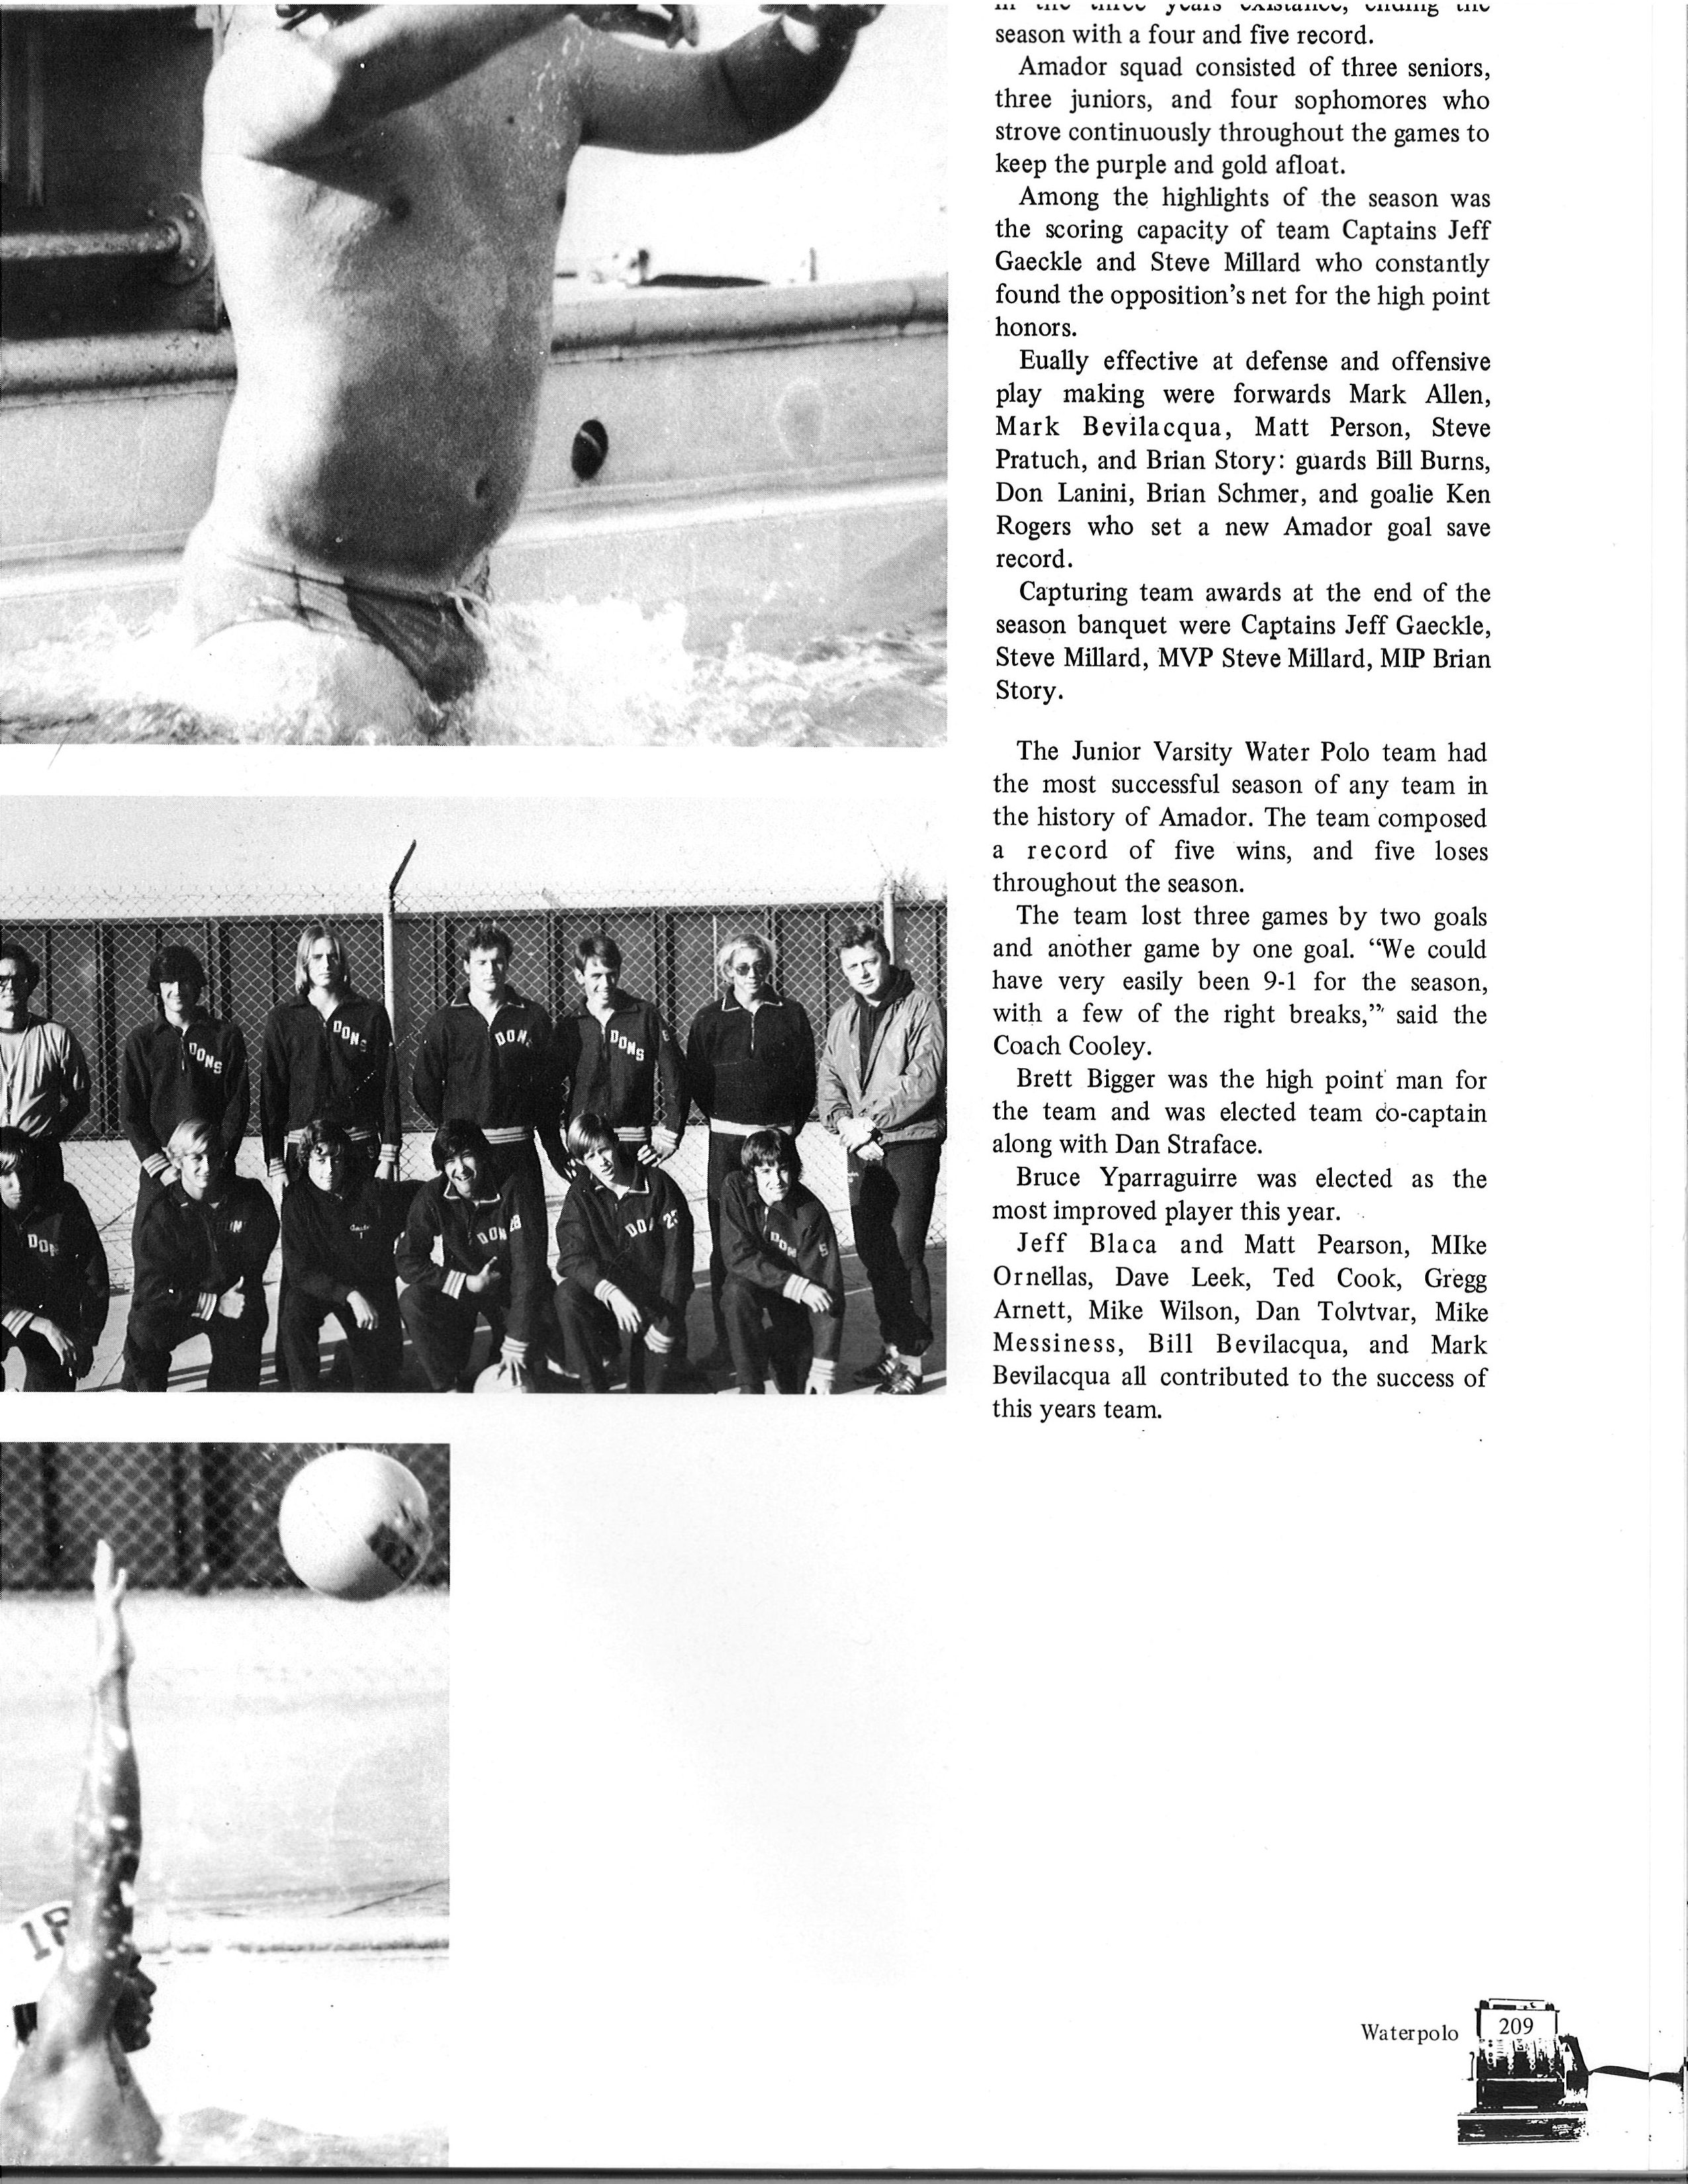 in the three years existance, ending the
season with a four and five record.
Amador squad consisted of three seniors,
three juniors, and four sophomores who
strove continuously throughout the games to
keep the purple and gold afloat.
Among the highlights of the season was
the scoring capacity of team Captains Jeff
Gaeckle and Steve Millard who constantly
found the opposition's net for the high point
honors.
Eually effective at defense and offensive
play making were forwards Mark Allen,
Mark Bevilacqua, Matt Person, Steve
Pratuch, and Brian Story: guards Bill Burns,
Don Lanini, Brian Schmer, and goalie Ken
Rogers who set a new Amador goal save
record.
Capturing team awards at the end of the
season banquet were Captains Jeff Gaeckle,
Steve Millard, MVP Steve Millard, MIP Brian
Story.
The Junior Varsity Water Polo team had
the most successful season of any team in
the history of Amador. The team composed
a record of five wins, and five loses
throughout the season.
The team lost three games by two goals
and another game by one goal. “We could
have very easily been 9-1 for the season,
with a few of the right breaks,” said the
Coach Cooley.
Brett Bigger was the high point man for
the team and was elected team co-captain
along with Dan Straface.
Bruce Yparraguirre was elected as the
most improved player this year.
Jeff Blaca and Matt Pearson, MIke
Ornellas, Dave Leek, Ted Cook, Gregg
Arnett, Mike Wilson, Dan Tolvtvar, Mike
Messiness, Bill Bevilacqua, and Mark
Bevilacqua all contributed to the success of
this years team.
DONS
DONS
DON
DONS
DON
DON
DON
23
DON
5
18
Waterpolo 209